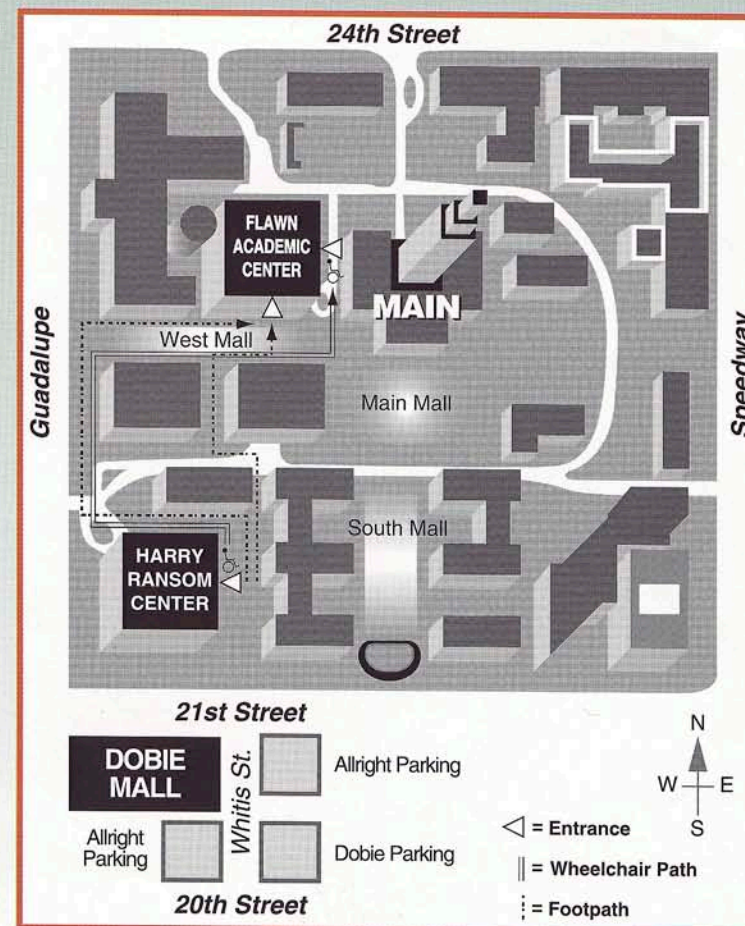 24th Street
FLAWN
ACADEMIC
CENTER
MAIN
West Mall
Guadalupe
Speedway
Main Mall
South Mall
HARRY
RANSOM
CENTER
21st Street
DOBIE
MALL
Whitis St.
Allright Parking
Allright
Parking
Dobie Parking
20th Street
N
W E
S
= Entrance
= Wheelchair Path
= Footpath